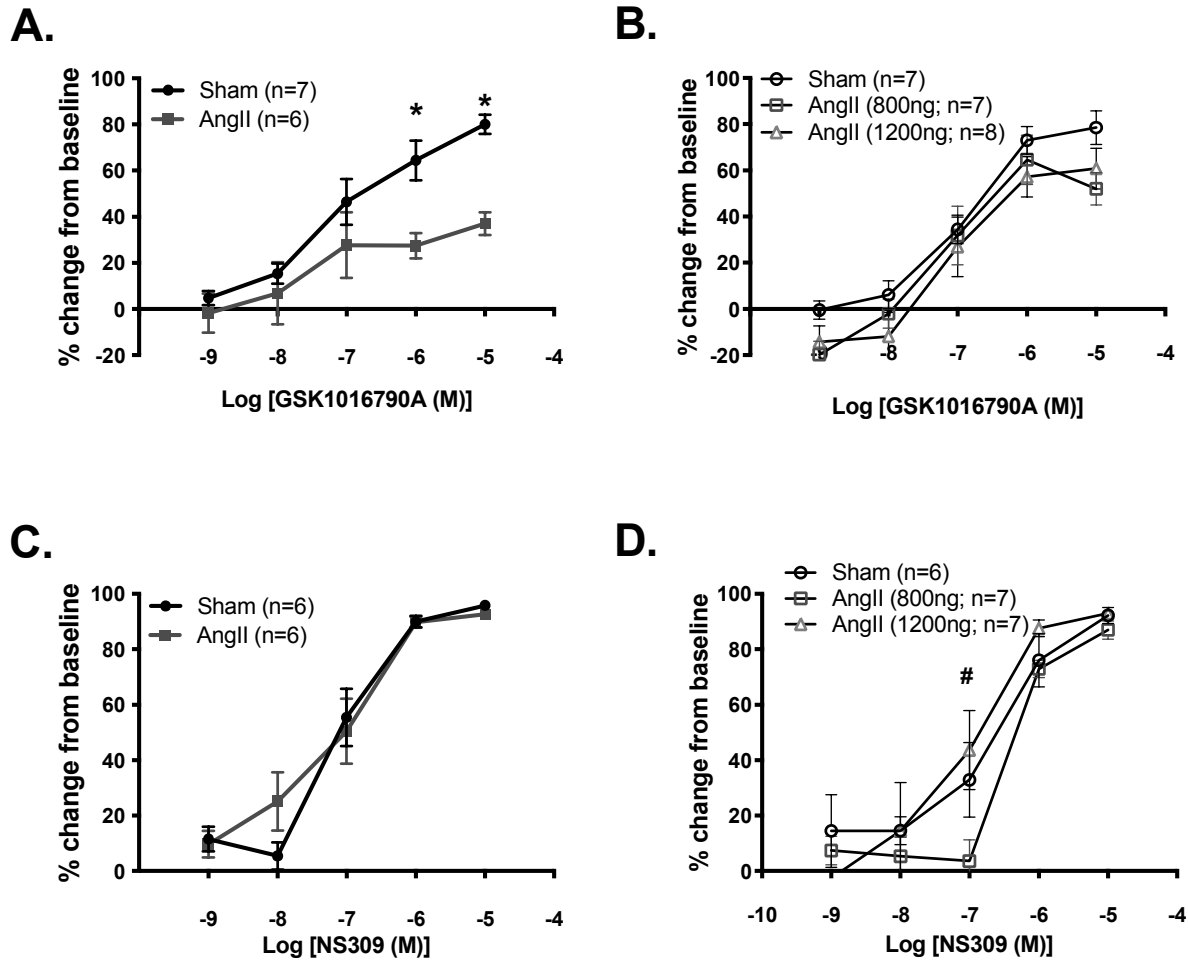 A.
% change from baseline
100
80
60
40
20
0
-20
Sham (n=7)
AngII (n=6)
*
*
-9
-8
-7
-6
-5
-4
Log [GSK1016790A (M)]
B.
% change from baseline
100
80
60
40
20
0
-20
Sham (n=7)
AngII (800ng; n=7)
AngII (1200ng; n=8)
-9
-8
-7
-6
-5
-4
Log [GSK1016790A (M)]
C.
% change from baseline
100
80
60
40
20
0
Sham (n=6)
AngII (n=6)
-9
-8
-7
-6
-5
-4
Log [NS309 (M)]
D.
% change from baseline
100
80
60
40
20
0
Sham (n=6)
AngII (800ng; n=7)
AngII (1200ng; n=7)
#
-10
-9
-8
-7
-6
-5
-4
Log [NS309 (M)]